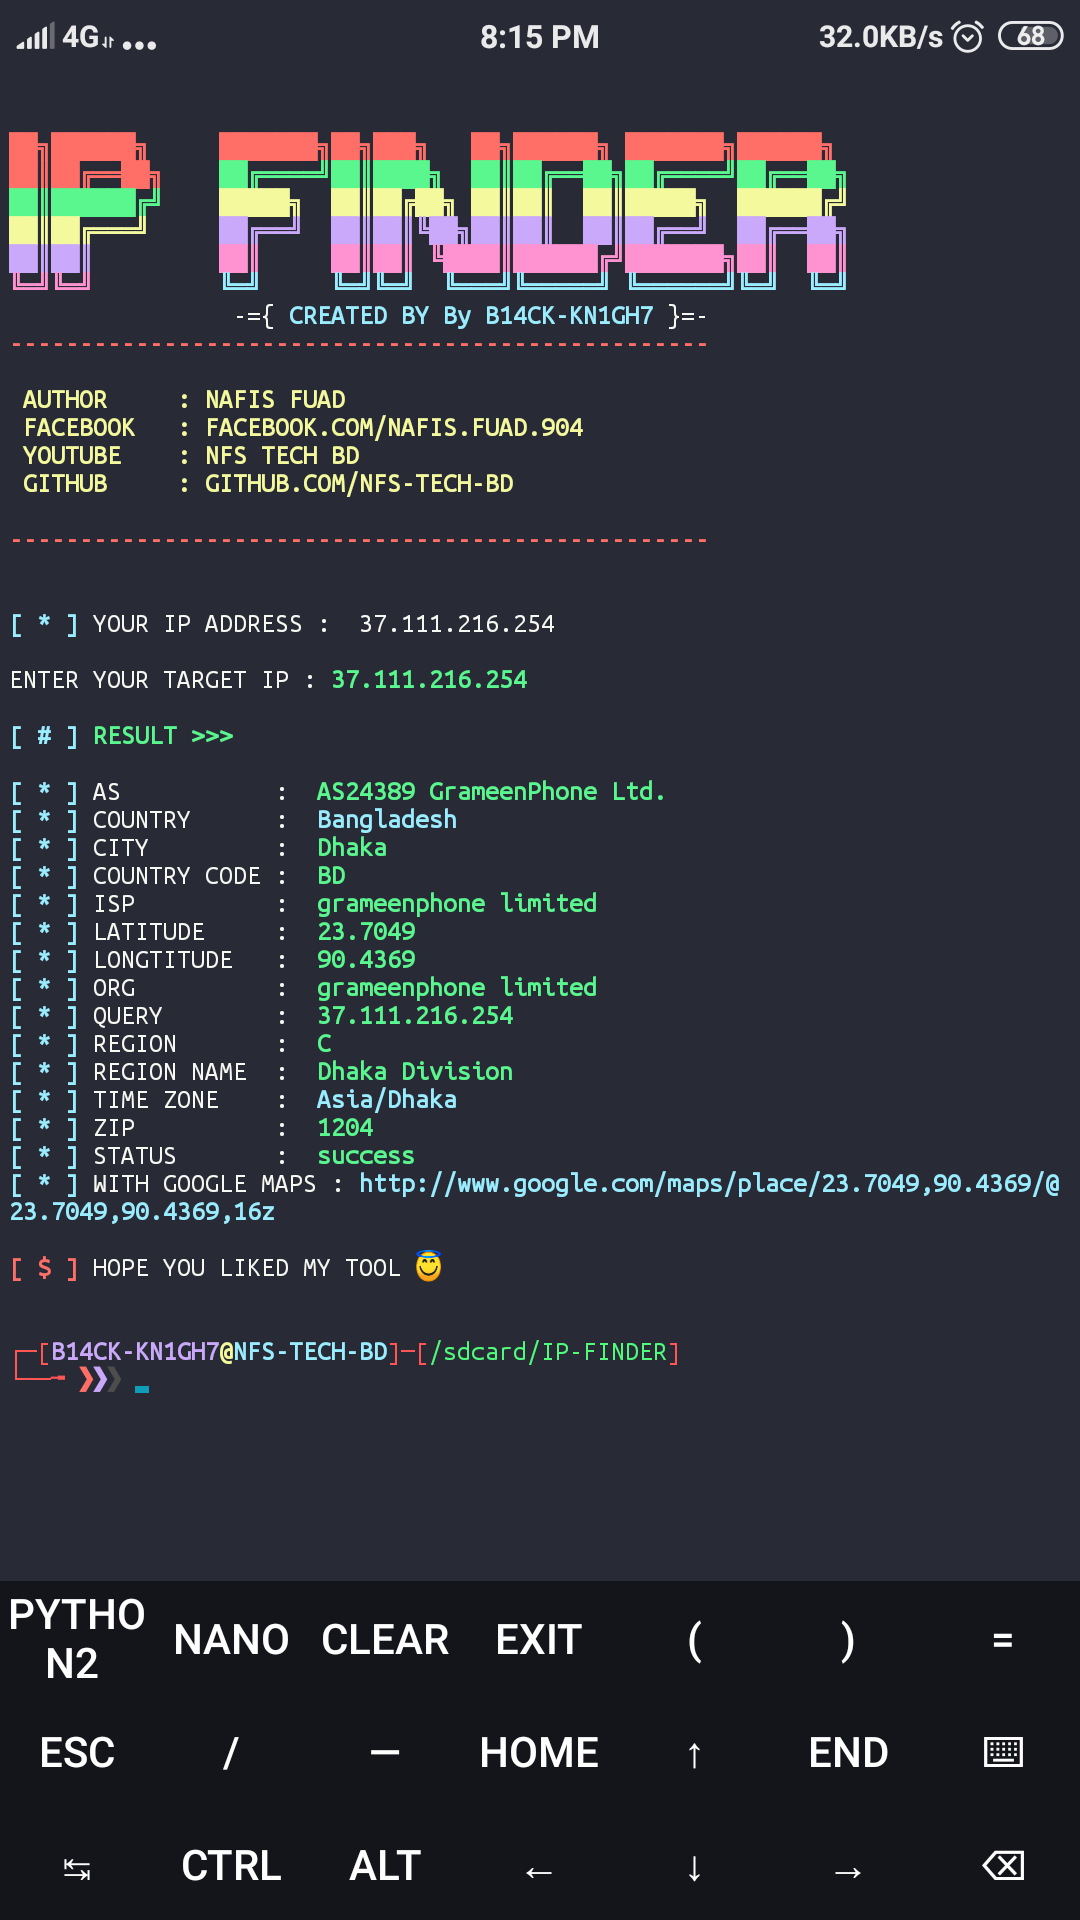 4G 8:15 PM 32.0KB/s 68
IP FINDER
-={ CREATED BY By B14CK-KN1GH7 }=-
--------------------------------------------------
AUTHOR : NAFIS FUAD
FACEBOOK : FACEBOOK.COM/NAFIS.FUAD.904
YOUTUBE : NFS TECH BD
GITHUB : GITHUB.COM/NFS-TECH-BD
--------------------------------------------------
[ * ] YOUR IP ADDRESS : 37.111.216.254
ENTER YOUR TARGET IP : 37.111.216.254
[ # ] RESULT >>>
[ * ] AS : AS24389 GrameenPhone Ltd.
[ * ] COUNTRY : Bangladesh
[ * ] CITY : Dhaka
[ * ] COUNTRY CODE : BD
[ * ] ISP : grameenphone limited
[ * ] LATITUDE : 23.7049
[ * ] LONGTITUDE : 90.4369
[ * ] ORG : grameenphone limited
[ * ] QUERY : 37.111.216.254
[ * ] REGION : C
[ * ] REGION NAME : Dhaka Division
[ * ] TIME ZONE : Asia/Dhaka
[ * ] ZIP : 1204
[ * ] STATUS : success
[ * ] WITH GOOGLE MAPS : http://www.google.com/maps/place/23.7049,90.4369/@
23.7049,90.4369,16z
[ $ ] HOPE YOU LIKED MY TOOL 😇
┌─[B14CK-KN1GH7@NFS-TECH-BD]─[/sdcard/IP-FINDER]
└──╼ ❯❯❯
PYTHO
N2 NANO CLEAR EXIT ( ) =
ESC / — HOME ↑ END
↹ CTRL ALT ← ↓ → ⌫